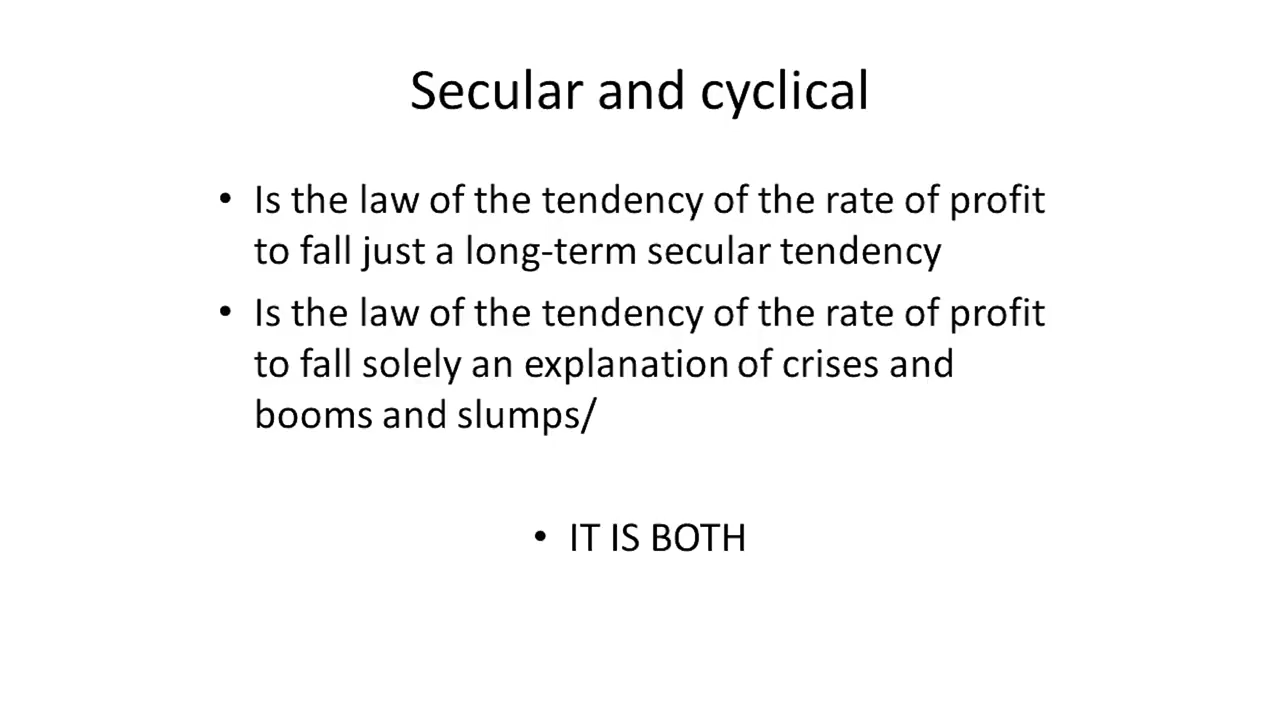 Secular and cyclical
• Is the law of the tendency of the rate of profit
to fall just a long-term secular tendency
• Is the law of the tendency of the rate of profit
to fall solely an explanation of crises and
booms and slumps/
• IT IS BOTH